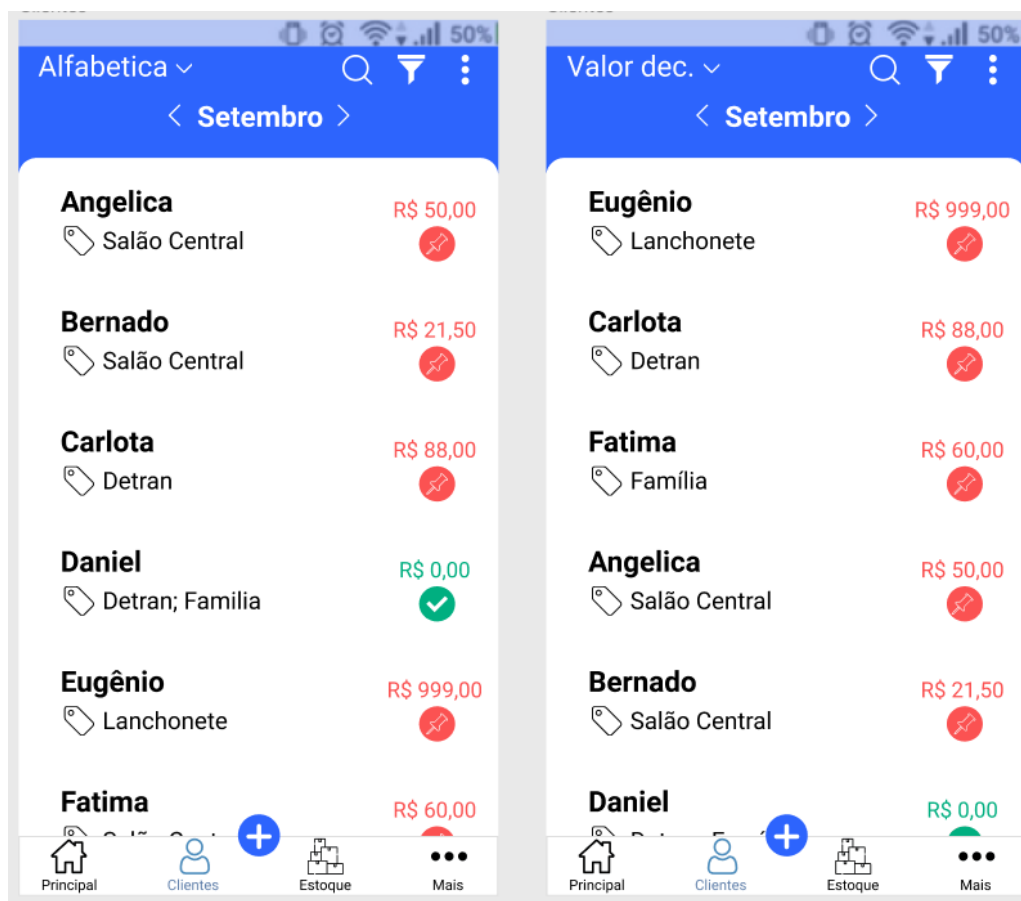 50%
Alfabetica
Setembro
Angelica
R$ 50,00
Salão Central
Bernado
R$ 21,50
Salão Central
Carlota
R$ 88,00
Detran
Daniel
R$ 0,00
Detran; Familia
Eugênio
R$ 999,00
Lanchonete
Fatima
R$ 60,00
Principal
Clientes
Estoque
Mais
50%
Valor dec.
Setembro
Eugênio
R$ 999,00
Lanchonete
Carlota
R$ 88,00
Detran
Fatima
R$ 60,00
Família
Angelica
R$ 50,00
Salão Central
Bernado
R$ 21,50
Salão Central
Daniel
R$ 0,00
Principal
Clientes
Estoque
Mais